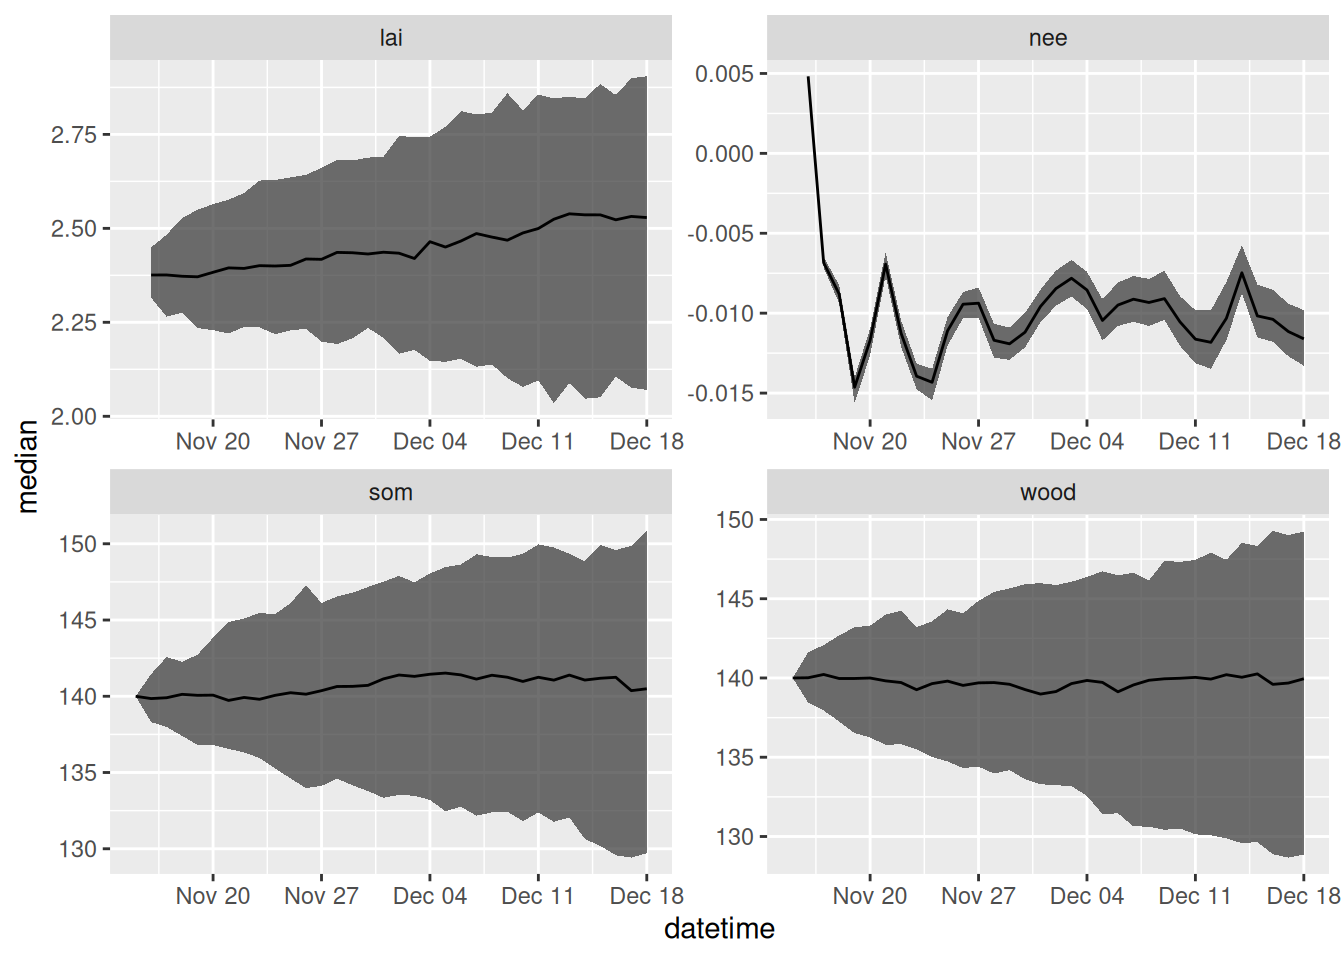 lai
nee
2.75
2.50
2.25
2.00
0.005
0.000
-0.005
-0.010
-0.015
Nov 20 Nov 27 Dec 04 Dec 11 Dec 18
Nov 20 Nov 27 Dec 04 Dec 11 Dec 18
median
som
wood
150
145
140
135
130
150
145
140
135
130
Nov 20 Nov 27 Dec 04 Dec 11 Dec 18
Nov 20 Nov 27 Dec 04 Dec 11 Dec 18
datetime